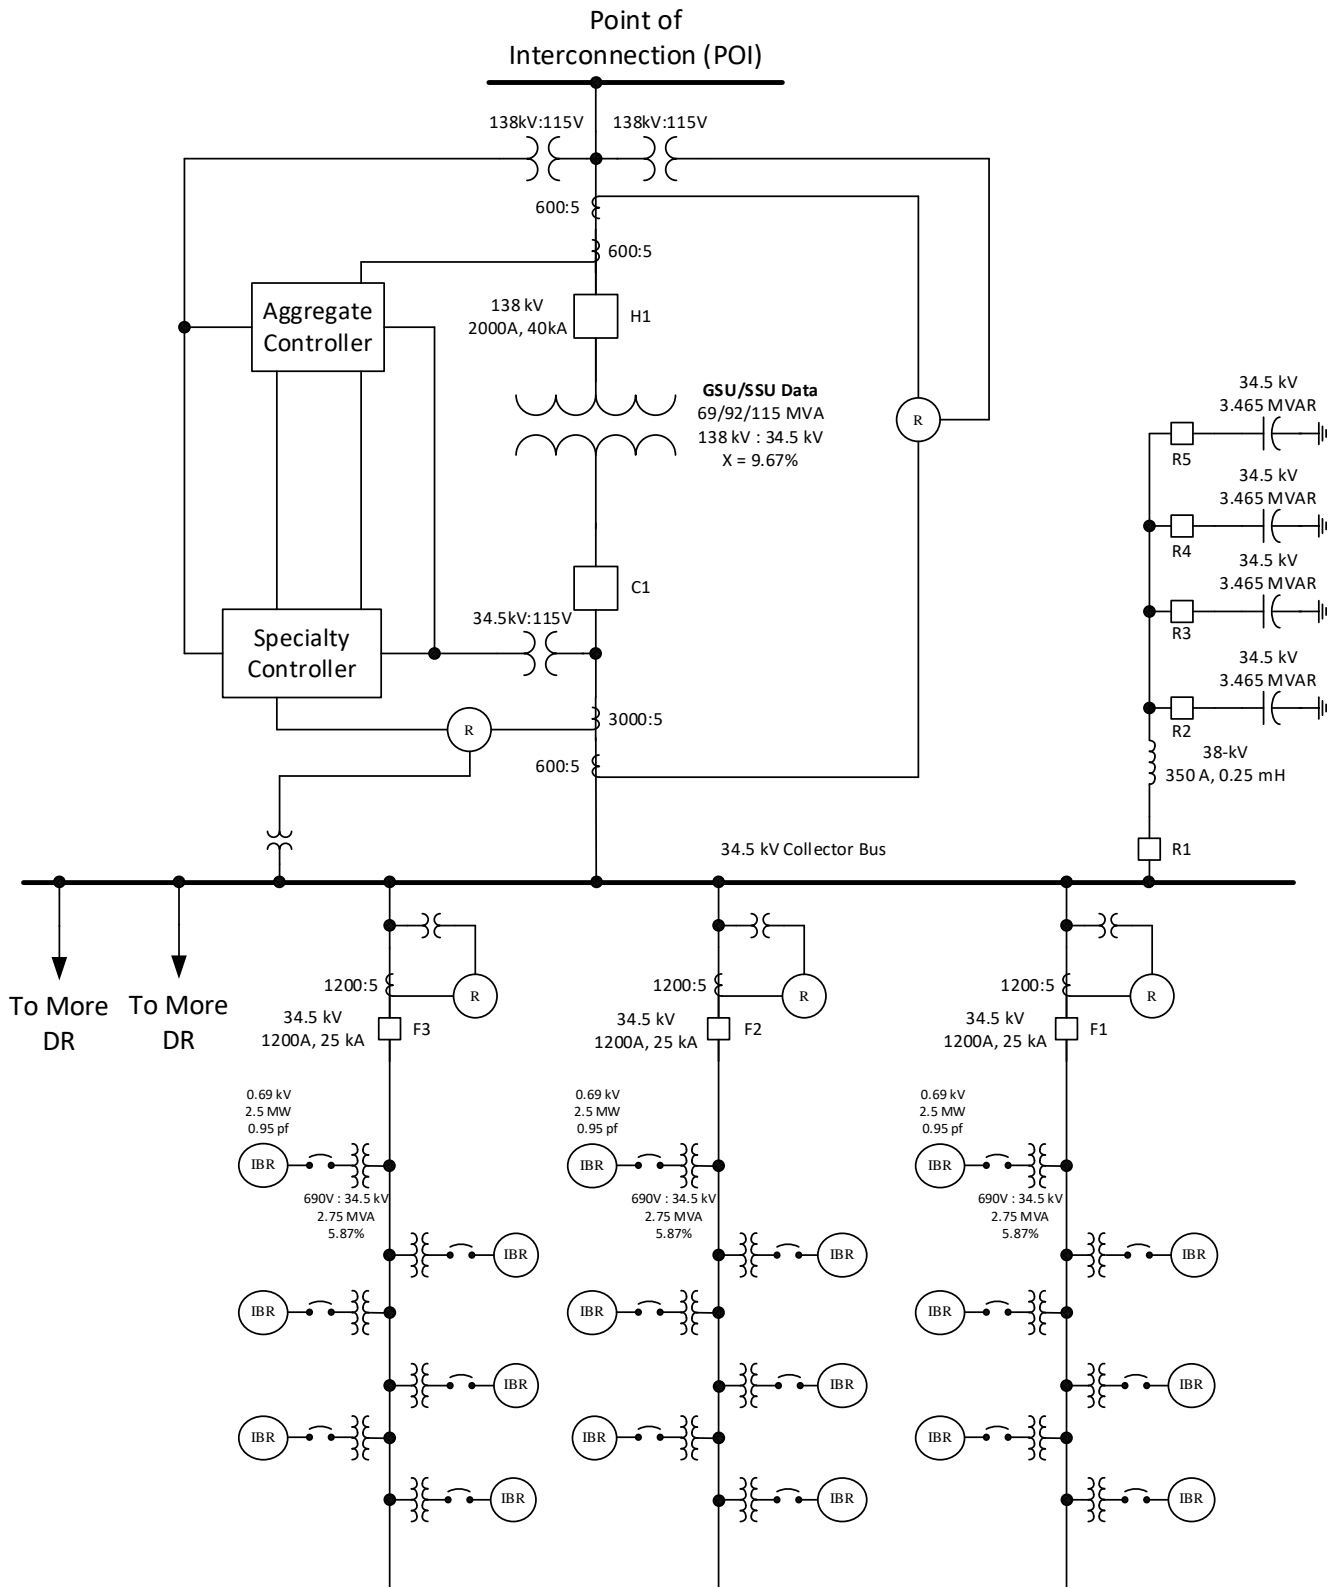 Point of
Interconnection (POI)
138kV:115V
138kV:115V
600:5
600:5
Aggregate
Controller
138 kV
2000A, 40kA
H1
GSU/SSU Data
69/92/115 MVA
138 kV : 34.5 kV
X = 9.67%
R
34.5 kV
3.465 MVAR
R5
34.5 kV
3.465 MVAR
R4
34.5 kV
3.465 MVAR
R3
34.5 kV
3.465 MVAR
R2
38-kV
350 A, 0.25 mH
R1
C1
34.5kV:115V
Specialty
Controller
R
3000:5
600:5
34.5 kV Collector Bus
To More
DR
To More
DR
1200:5
R
34.5 kV
1200A, 25 kA
F3
1200:5
R
34.5 kV
1200A, 25 kA
F2
1200:5
R
34.5 kV
1200A, 25 kA
F1
0.69 kV
2.5 MW
0.95 pf
IBR
690V : 34.5 kV
2.75 MVA
5.87%
IBR
IBR
IBR
IBR
IBR
0.69 kV
2.5 MW
0.95 pf
IBR
690V : 34.5 kV
2.75 MVA
5.87%
IBR
IBR
IBR
IBR
IBR
0.69 kV
2.5 MW
0.95 pf
IBR
690V : 34.5 kV
2.75 MVA
5.87%
IBR
IBR
IBR
IBR
IBR